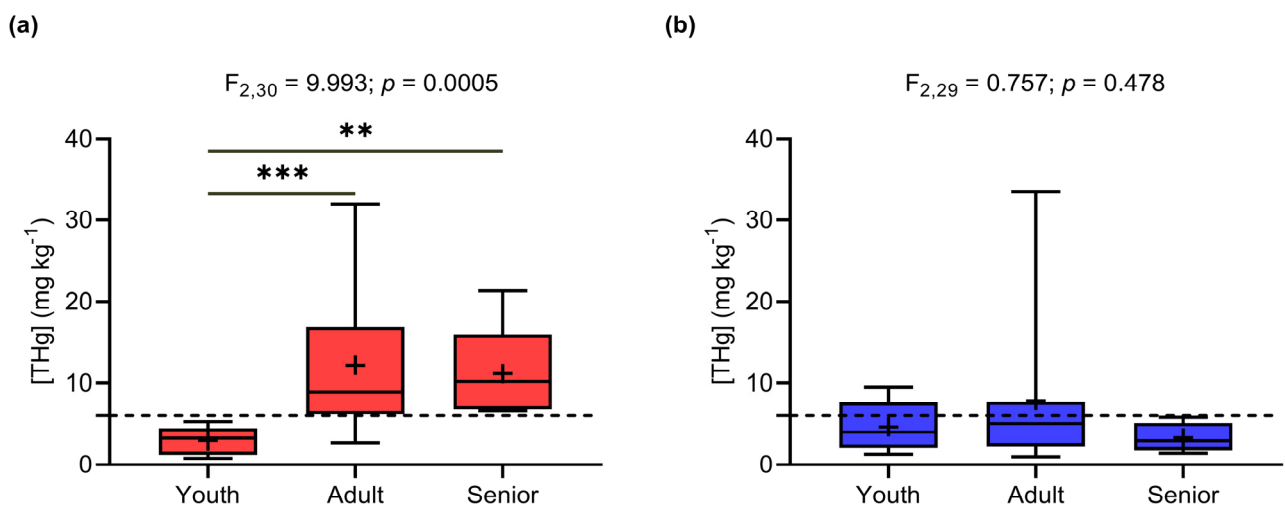 (a)
F2,30 = 9.993; p = 0.0005
**
***
[THg] (mg kg-1)
40
30
20
10
0
Youth Adult Senior
(b)
F2,29 = 0.757; p = 0.478
[THg] (mg kg-1)
40
30
20
10
0
Youth Adult Senior